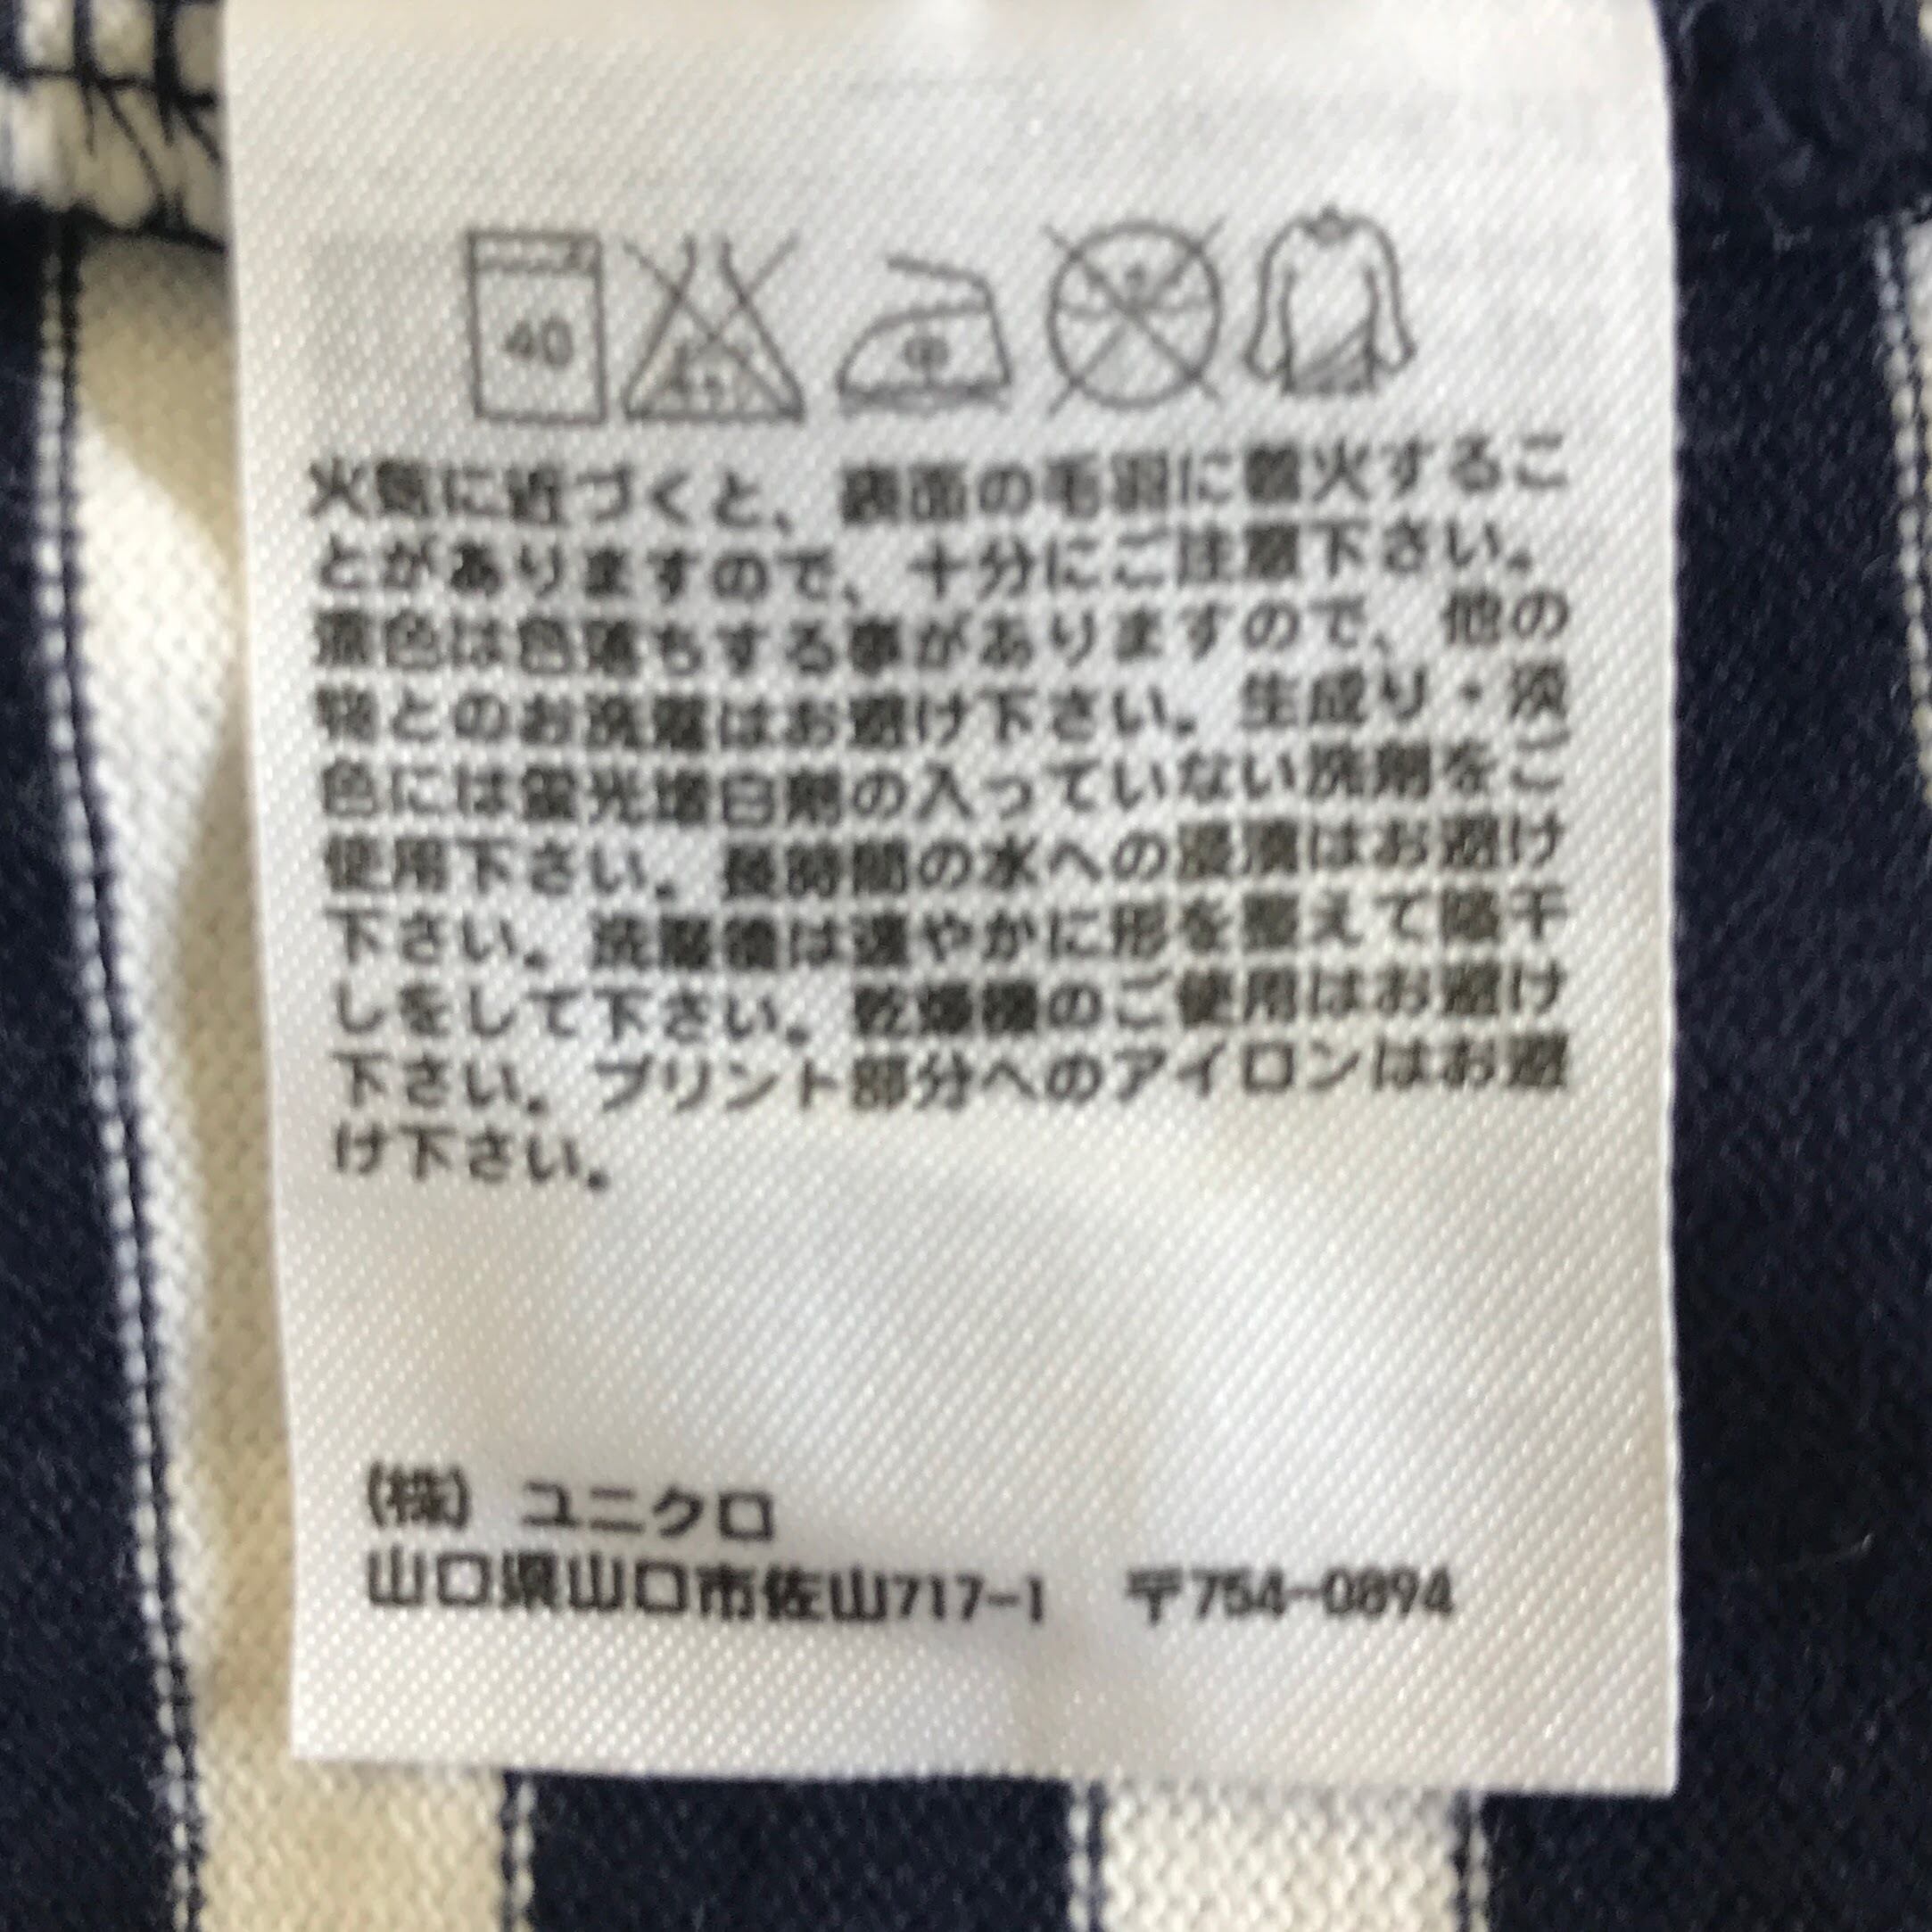 40
火気に近づくと、表面の毛羽に着火するこ
とがありますので、十分にご注意下さい。
濃色は色落ちする事がありますので、他の
物とのお洗濯はお避け下さい。生成り・淡
色には蛍光増白剤の入っていない洗剤をご
使用下さい。長時間の水への浸漬はお避け
下さい。洗濯後は速やかに形を整えて陰干
しをして下さい。乾燥機のご使用はお避け
下さい。プリント部分へのアイロンはお避
け下さい。
(株) ユニクロ
山口県山口市佐山717-1 〒754-0894